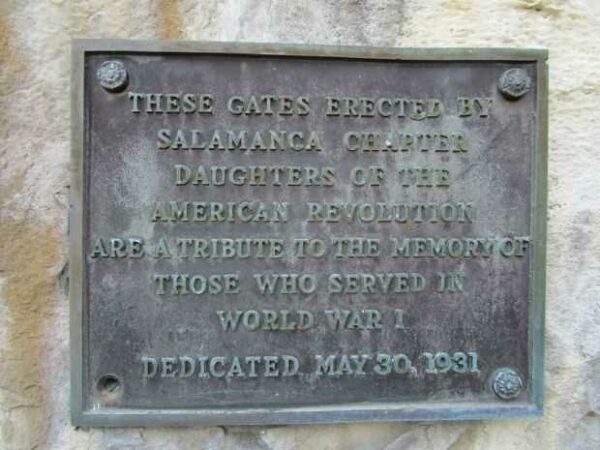 THESE GATES ERECTED BY
SALAMANCA CHAPTER
DAUGHTERS OF THE
AMERICAN REVOLUTION
ARE A TRIBUTE TO THE MEMORY OF
THOSE WHO SERVED IN
WORLD WAR I
DEDICATED MAY 30, 1931